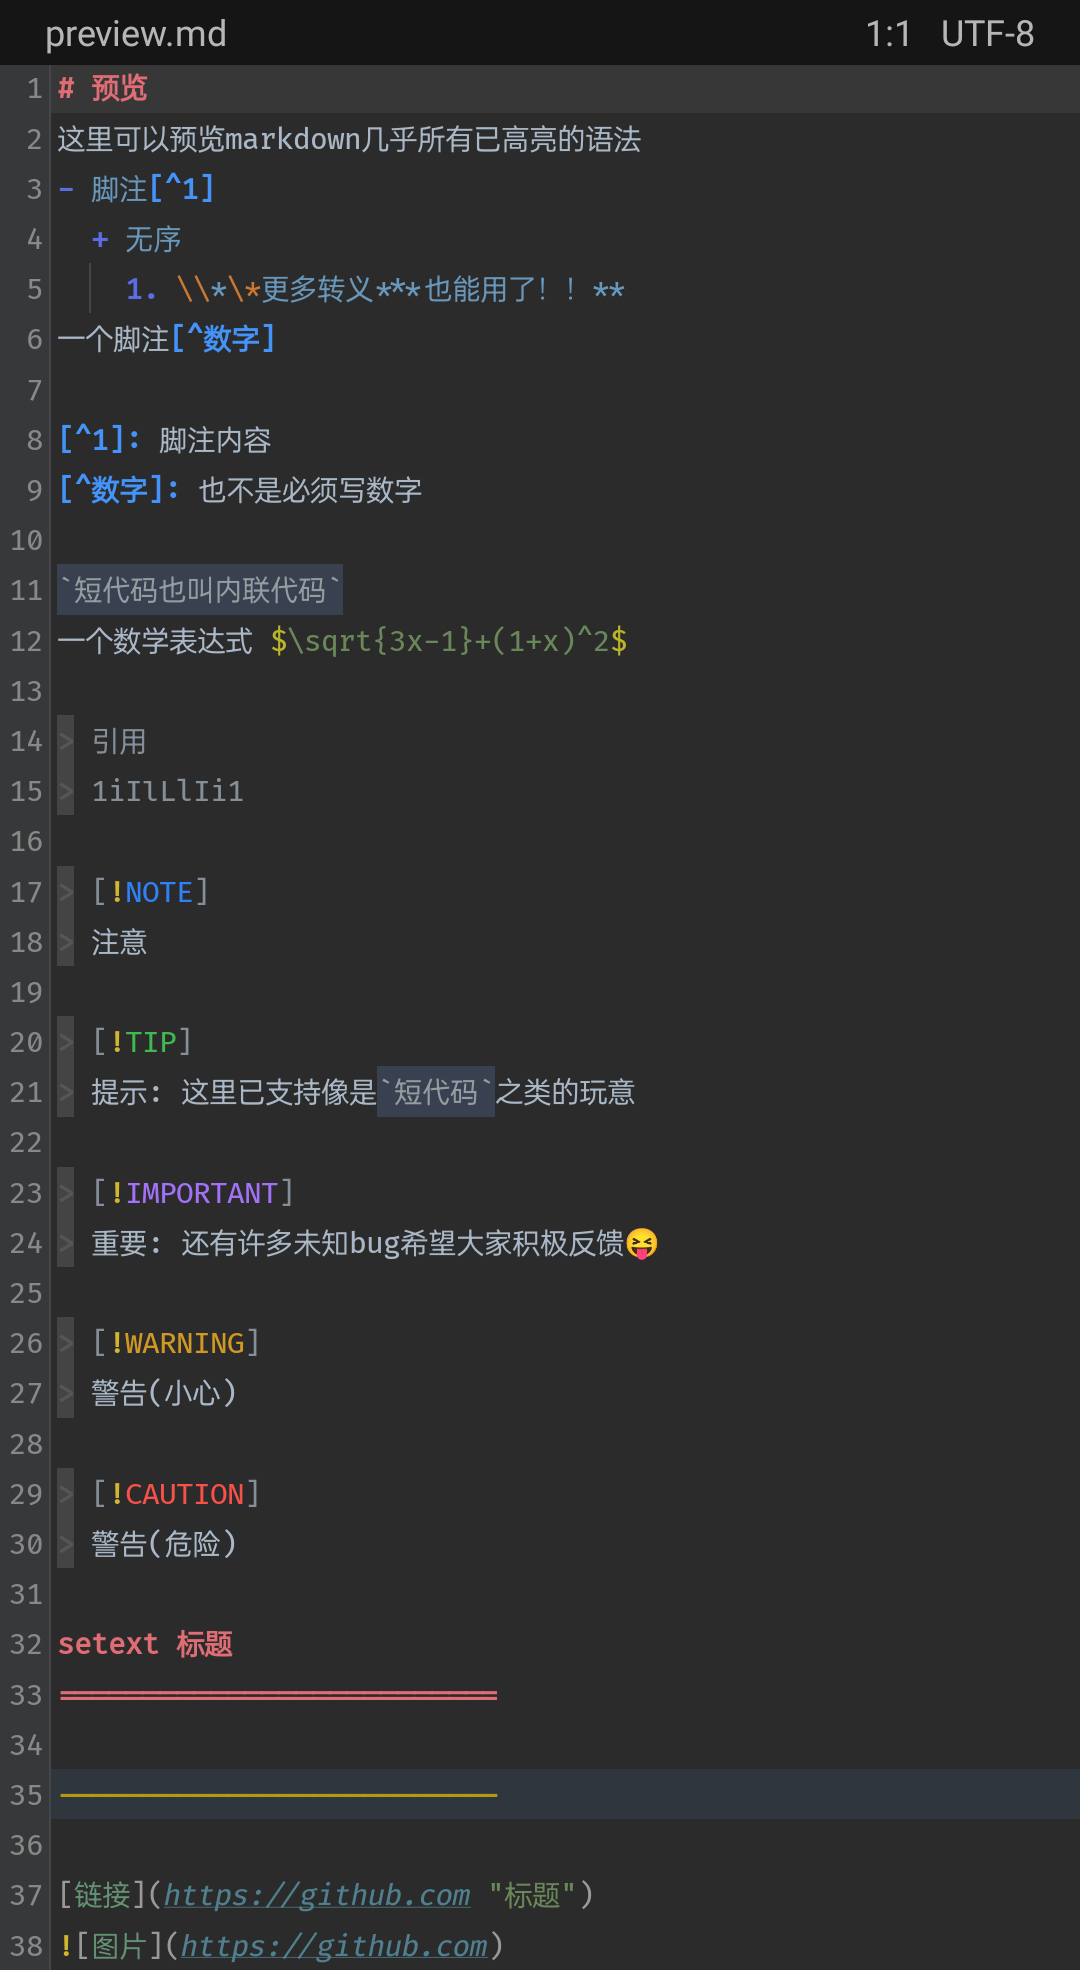 preview.md 1:1 UTF-8
1 # 预览
2 这里可以预览markdown几乎所有已高亮的语法
3 - 脚注[^1]
4   + 无序
5     1. \\*\*更多转义***也能用了！！**
6 一个脚注[^数字]
7
8 [^1]: 脚注内容
9 [^数字]: 也不是必须写数字
10
11 `短代码也叫内联代码`
12 一个数学表达式 $\sqrt{3x-1}+(1+x)^2$
13
14 > 引用
15 > 1iIlLlIi1
16
17 > [!NOTE]
18 > 注意
19
20 > [!TIP]
21 > 提示: 这里已支持像是`短代码`之类的玩意
22
23 > [!IMPORTANT]
24 > 重要: 还有许多未知bug希望大家积极反馈😝
25
26 > [!WARNING]
27 > 警告(小心)
28
29 > [!CAUTION]
30 > 警告(危险)
31
32 setext 标题
33 ==========================
34
35 --------------------------
36
37 [链接](https://github.com "标题")
38 ![图片](https://github.com)